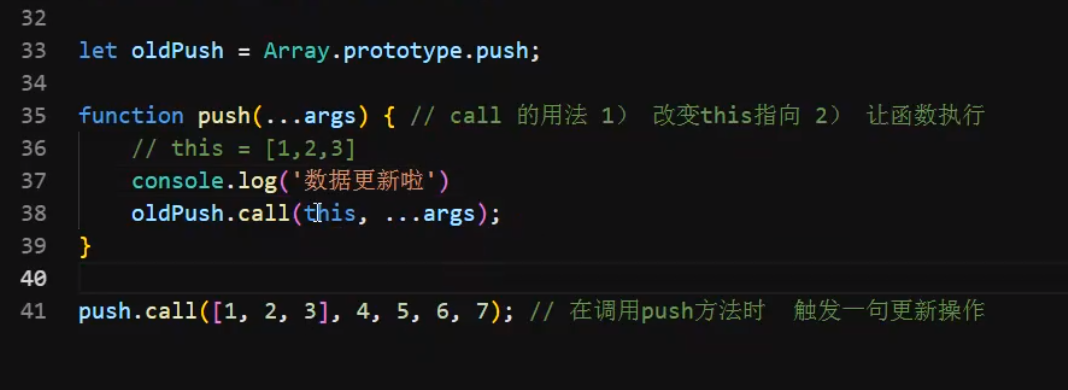 32
33 let oldPush = Array.prototype.push;
34
35 function push(...args) { // call 的用法 1） 改变this指向 2） 让函数执行
36 // this = [1,2,3]
37 console.log('数据更新啦')
38 oldPush.call(this, ...args);
39 }
40
41 push.call([1, 2, 3], 4, 5, 6, 7); // 在调用push方法时 触发一句更新操作